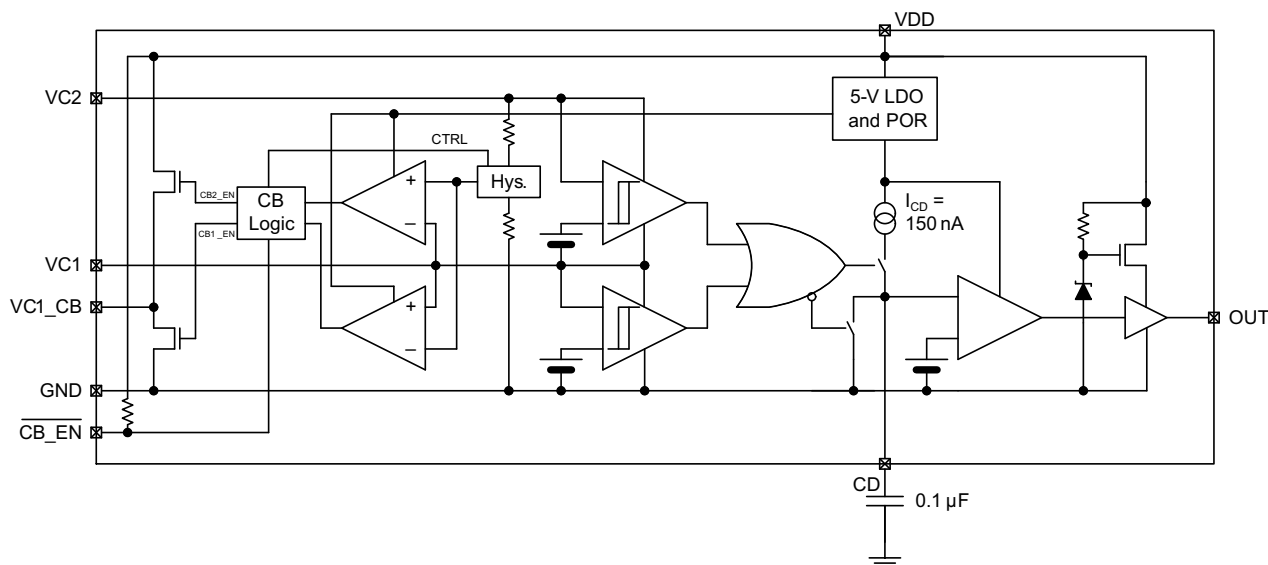 VDD
VC2
5-V LDO
and POR
CTRL
+
Hys.
CB2_EN
CB
Logic
–
I_CD =
150 nA
CB1_EN
VC1
VC1_CB
+
–
OUT
GND
CB_EN
CD
0.1 µF